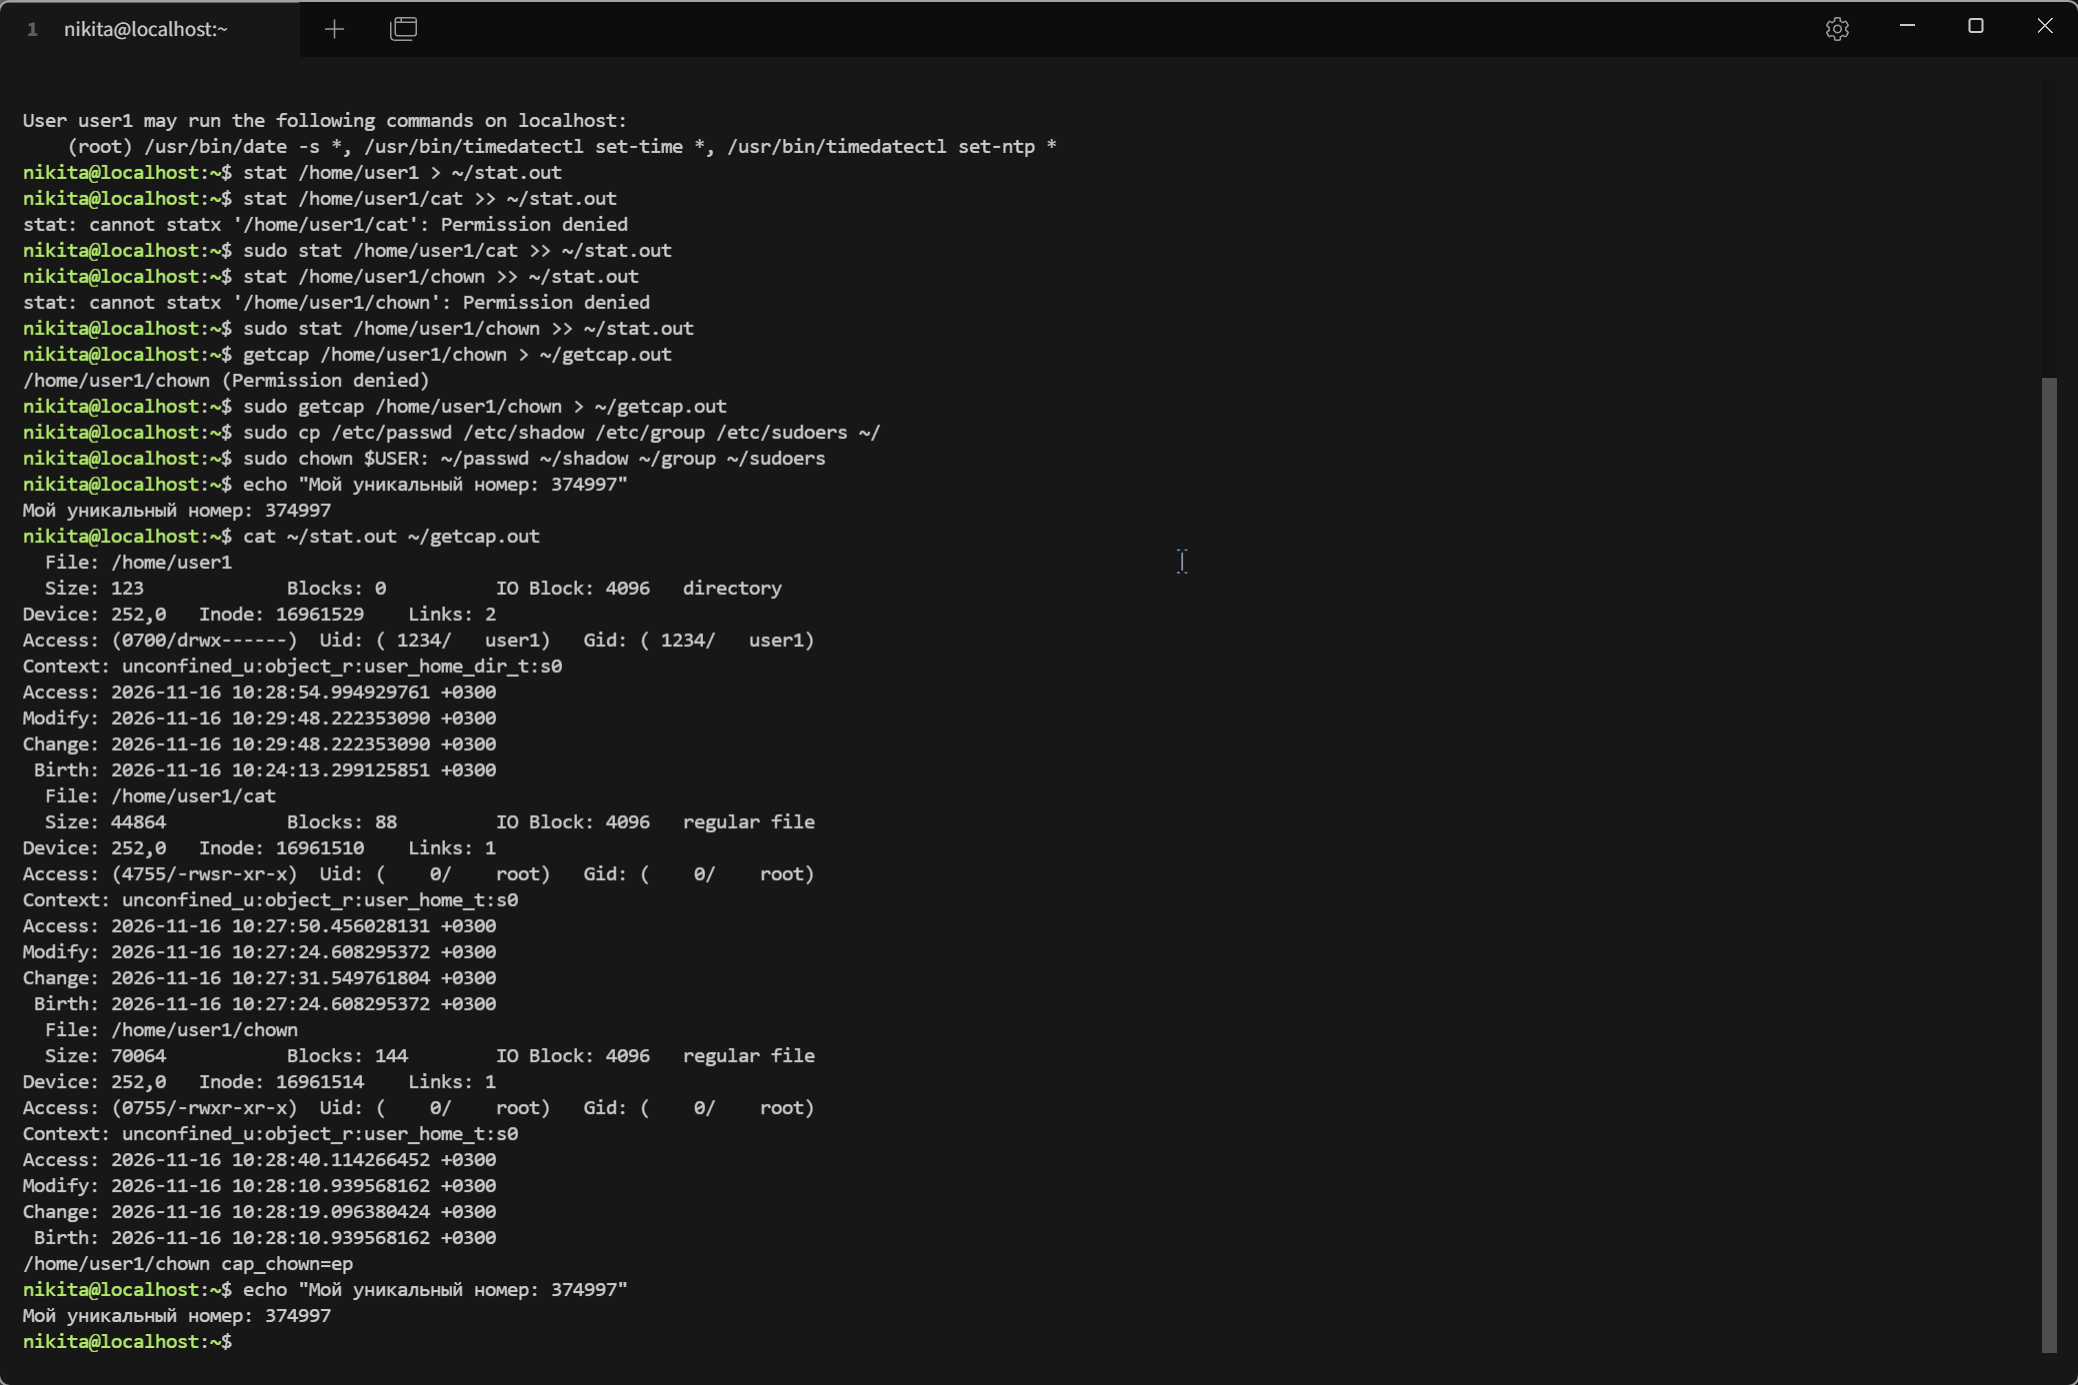 1 nikita@localhost:~
User user1 may run the following commands on localhost:
    (root) /usr/bin/date -s *, /usr/bin/timedatectl set-time *, /usr/bin/timedatectl set-ntp *
nikita@localhost:~$ stat /home/user1 > ~/stat.out
nikita@localhost:~$ stat /home/user1/cat >> ~/stat.out
stat: cannot statx '/home/user1/cat': Permission denied
nikita@localhost:~$ sudo stat /home/user1/cat >> ~/stat.out
nikita@localhost:~$ stat /home/user1/chown >> ~/stat.out
stat: cannot statx '/home/user1/chown': Permission denied
nikita@localhost:~$ sudo stat /home/user1/chown >> ~/stat.out
nikita@localhost:~$ getcap /home/user1/chown > ~/getcap.out
/home/user1/chown (Permission denied)
nikita@localhost:~$ sudo getcap /home/user1/chown > ~/getcap.out
nikita@localhost:~$ sudo cp /etc/passwd /etc/shadow /etc/group /etc/sudoers ~/
nikita@localhost:~$ sudo chown $USER: ~/passwd ~/shadow ~/group ~/sudoers
nikita@localhost:~$ echo "Мой уникальный номер: 374997"
Мой уникальный номер: 374997
nikita@localhost:~$ cat ~/stat.out ~/getcap.out
  File: /home/user1
  Size: 123             Blocks: 0          IO Block: 4096   directory
Device: 252,0   Inode: 16961529    Links: 2
Access: (0700/drwx------)  Uid: ( 1234/   user1)   Gid: ( 1234/   user1)
Context: unconfined_u:object_r:user_home_dir_t:s0
Access: 2026-11-16 10:28:54.994929761 +0300
Modify: 2026-11-16 10:29:48.222353090 +0300
Change: 2026-11-16 10:29:48.222353090 +0300
 Birth: 2026-11-16 10:24:13.299125851 +0300
  File: /home/user1/cat
  Size: 44864           Blocks: 88         IO Block: 4096   regular file
Device: 252,0   Inode: 16961510    Links: 1
Access: (4755/-rwsr-xr-x)  Uid: (    0/    root)   Gid: (    0/    root)
Context: unconfined_u:object_r:user_home_t:s0
Access: 2026-11-16 10:27:50.456028131 +0300
Modify: 2026-11-16 10:27:24.608295372 +0300
Change: 2026-11-16 10:27:31.549761804 +0300
 Birth: 2026-11-16 10:27:24.608295372 +0300
  File: /home/user1/chown
  Size: 70064           Blocks: 144        IO Block: 4096   regular file
Device: 252,0   Inode: 16961514    Links: 1
Access: (0755/-rwxr-xr-x)  Uid: (    0/    root)   Gid: (    0/    root)
Context: unconfined_u:object_r:user_home_t:s0
Access: 2026-11-16 10:28:40.114266452 +0300
Modify: 2026-11-16 10:28:10.939568162 +0300
Change: 2026-11-16 10:28:19.096380424 +0300
 Birth: 2026-11-16 10:28:10.939568162 +0300
/home/user1/chown cap_chown=ep
nikita@localhost:~$ echo "Мой уникальный номер: 374997"
Мой уникальный номер: 374997
nikita@localhost:~$